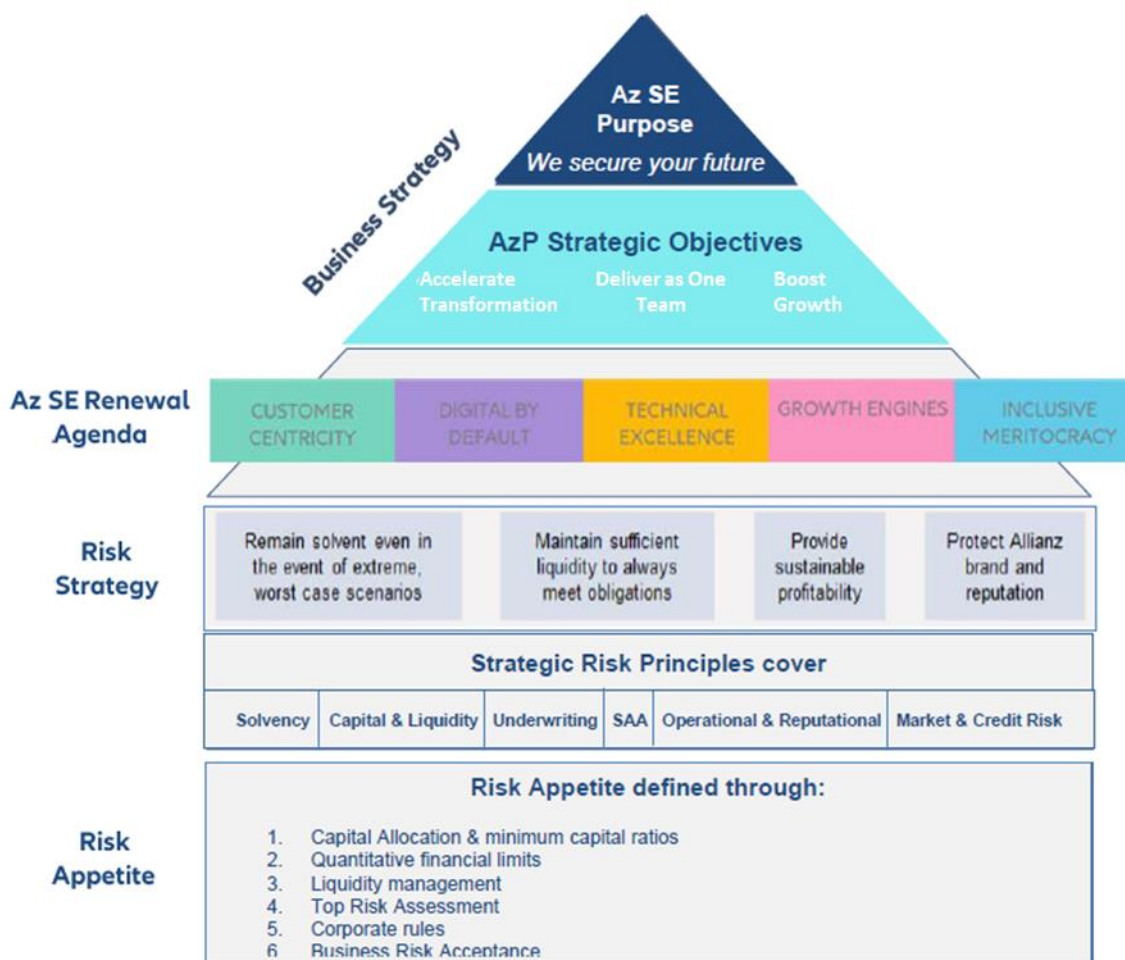 Az SE
Purpose
We secure your future
Business Strategy
AzP Strategic Objectives
Accelerate
Transformation
Deliver as One
Team
Boost
Growth
Az SE Renewal
Agenda
CUSTOMER
CENTRICITY
DIGITAL BY
DEFAULT
TECHNICAL
EXCELLENCE
GROWTH ENGINES
INCLUSIVE
MERITOCRACY
Risk
Strategy
Remain solvent even in
the event of extreme,
worst case scenarios
Maintain sufficient
liquidity to always
meet obligations
Provide
sustainable
profitability
Protect Allianz
brand and
reputation
Strategic Risk Principles cover
Solvency
Capital & Liquidity
Underwriting
SAA
Operational & Reputational
Market & Credit Risk
Risk
Appetite
Risk Appetite defined through:
1. Capital Allocation & minimum capital ratios
2. Quantitative financial limits
3. Liquidity management
4. Top Risk Assessment
5. Corporate rules
6. Business Risk Acceptance